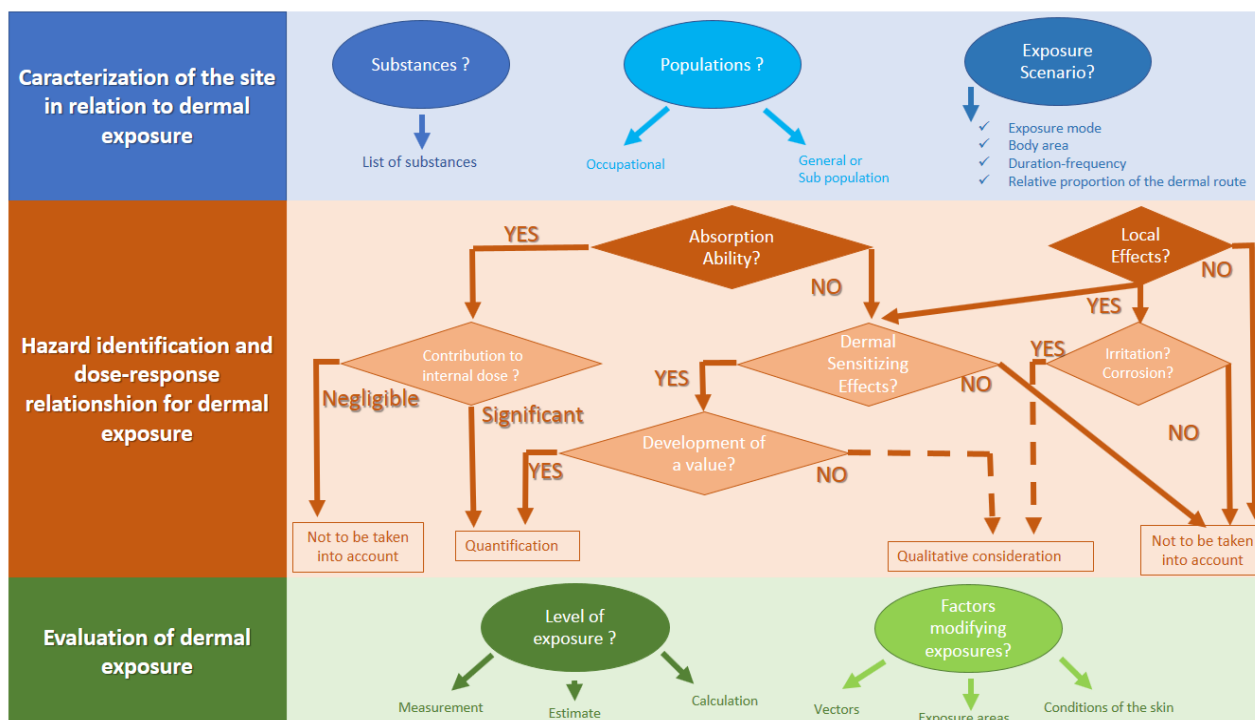 Caracterization of the site
in relation to dermal
exposure
Substances ?
List of substances
Populations ?
Occupational
General or
Sub population
Exposure
Scenario?
✓ Exposure mode
✓ Body area
✓ Duration-frequency
✓ Relative proportion of the dermal route
Hazard identification and
dose-response
relationshion for dermal
exposure
YES
Absorption
Ability?
NO
Local
Effects?
NO
YES
Contribution to
internal dose ?
Negligible
Significant
Dermal
Sensitizing
Effects?
YES
NO
YES
Irritation?
Corrosion?
NO
Development of
a value?
YES
NO
Not to be taken
into account
Quantification
Qualitative consideration
Not to be taken
into account
Evaluation of dermal
exposure
Level of
exposure ?
Measurement
Estimate
Calculation
Factors
modifying
exposures?
Vectors
Exposure areas
Conditions of the skin